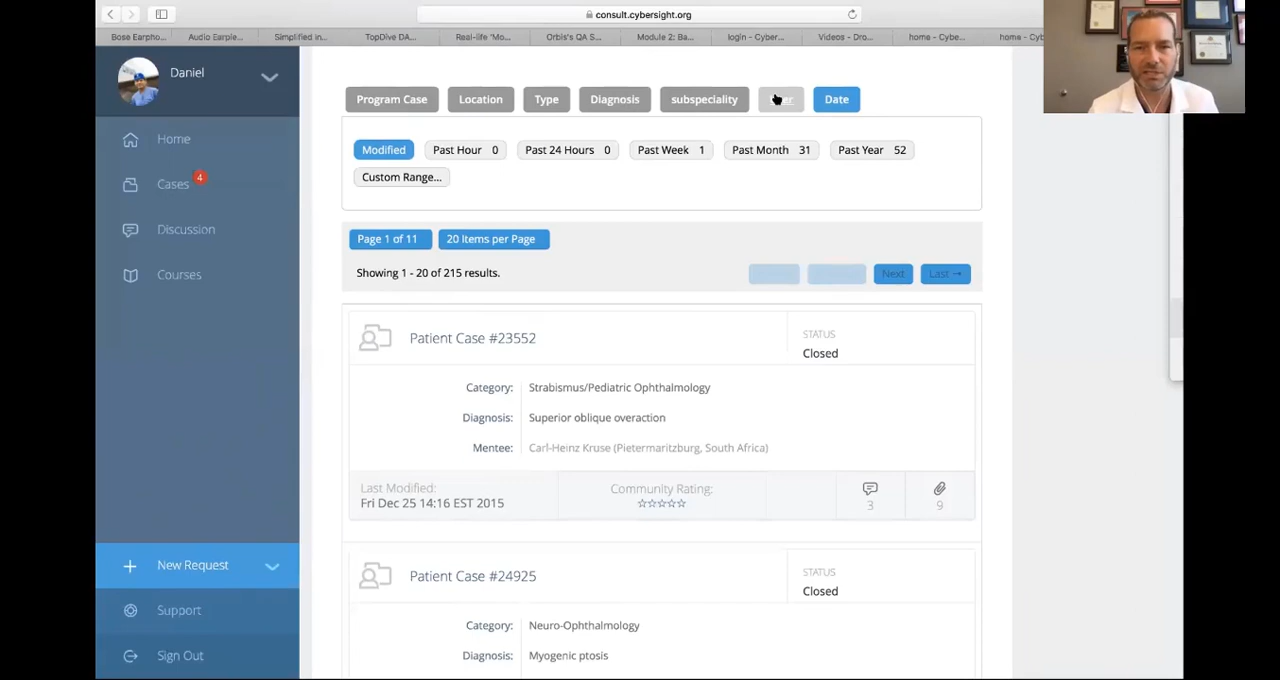 consult.cybersight.org
Bose Earpho... Audio Earple... Simplified in... TopDive DA... Real-life "Mo... Orbis's QA S... Module 2: Ba... login - Cyber... Videos - Dro... home - Cybe... home - Cy
Daniel
Home
Cases 4
Discussion
Courses
New Request
Support
Sign Out
Program Case Location Type Diagnosis subspeciality Date
Modified Past Hour 0 Past 24 Hours 0 Past Week 1 Past Month 31 Past Year 52
Custom Range...
Page 1 of 11 20 Items per Page
Showing 1 - 20 of 215 results.
Next Last →
Patient Case #23552
STATUS
Closed
Category: Strabismus/Pediatric Ophthalmology
Diagnosis: Superior oblique overaction
Mentee: Carl-Heinz Kruse (Pietermaritzburg, South Africa)
Last Modified:
Fri Dec 25 14:16 EST 2015
Community Rating:
3
9
Patient Case #24925
STATUS
Closed
Category: Neuro-Ophthalmology
Diagnosis: Myogenic ptosis